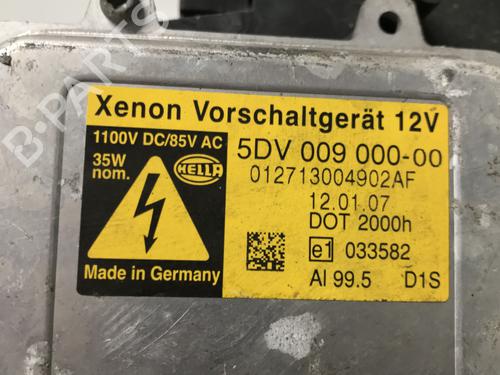 B-PARTS
Xenon Vorschaltgerät 12V
1100V DC/85V AC
35W
nom.
HELLA
5DV 009 000-00
012713004902AF
12.01.07
DOT 2000h
e1 033582
Al 99.5 D1S
Made in Germany